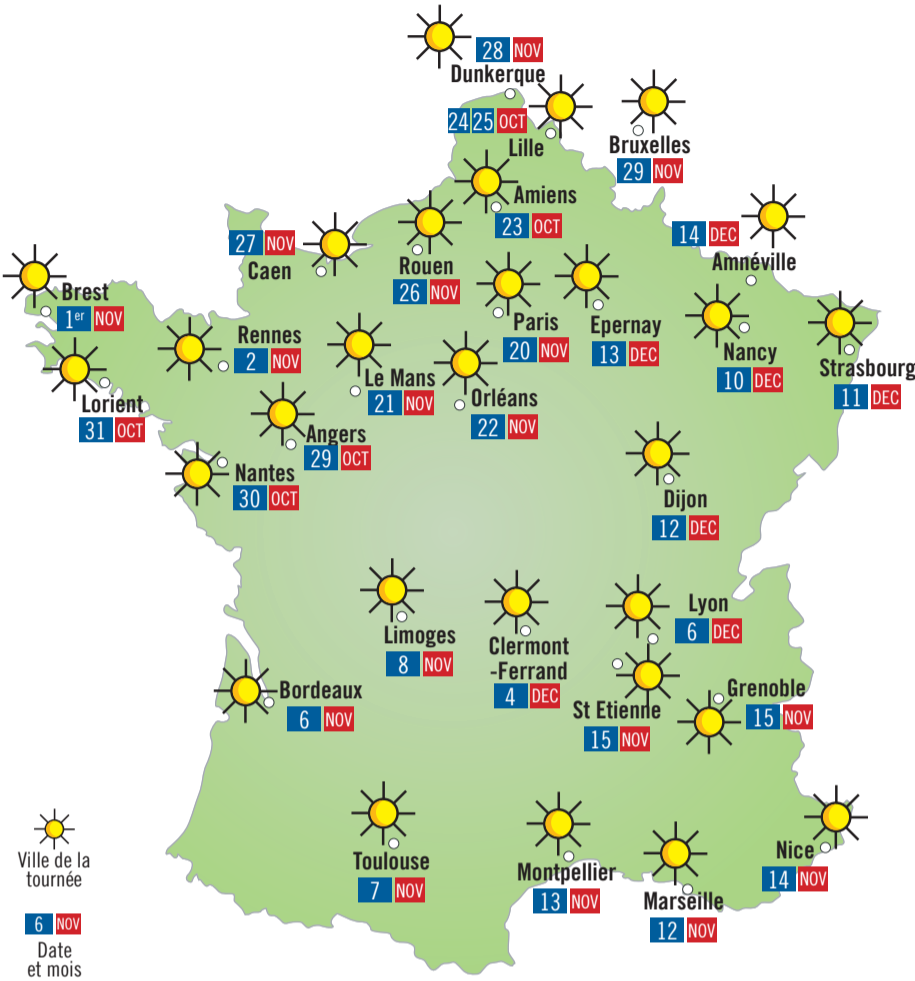 28 NOV
Dunkerque
24 25 OCT
Lille
Bruxelles
29 NOV
Amiens
23 OCT
14 DEC
Amnéville
27 NOV
Caen
Rouen
26 NOV
Brest
1er NOV
Rennes
2 NOV
Paris
20 NOV
Epernay
13 DEC
Nancy
10 DEC
Strasbourg
11 DEC
Lorient
31 OCT
Le Mans
21 NOV
Orléans
22 NOV
Angers
29 OCT
Nantes
30 OCT
Dijon
12 DEC
Limoges
8 NOV
Clermont
-Ferrand
4 DEC
Lyon
6 DEC
Bordeaux
6 NOV
St Etienne
15 NOV
Grenoble
15 NOV
Toulouse
7 NOV
Montpellier
13 NOV
Marseille
12 NOV
Nice
14 NOV
Ville de la
tournée
6 NOV
Date
et mois